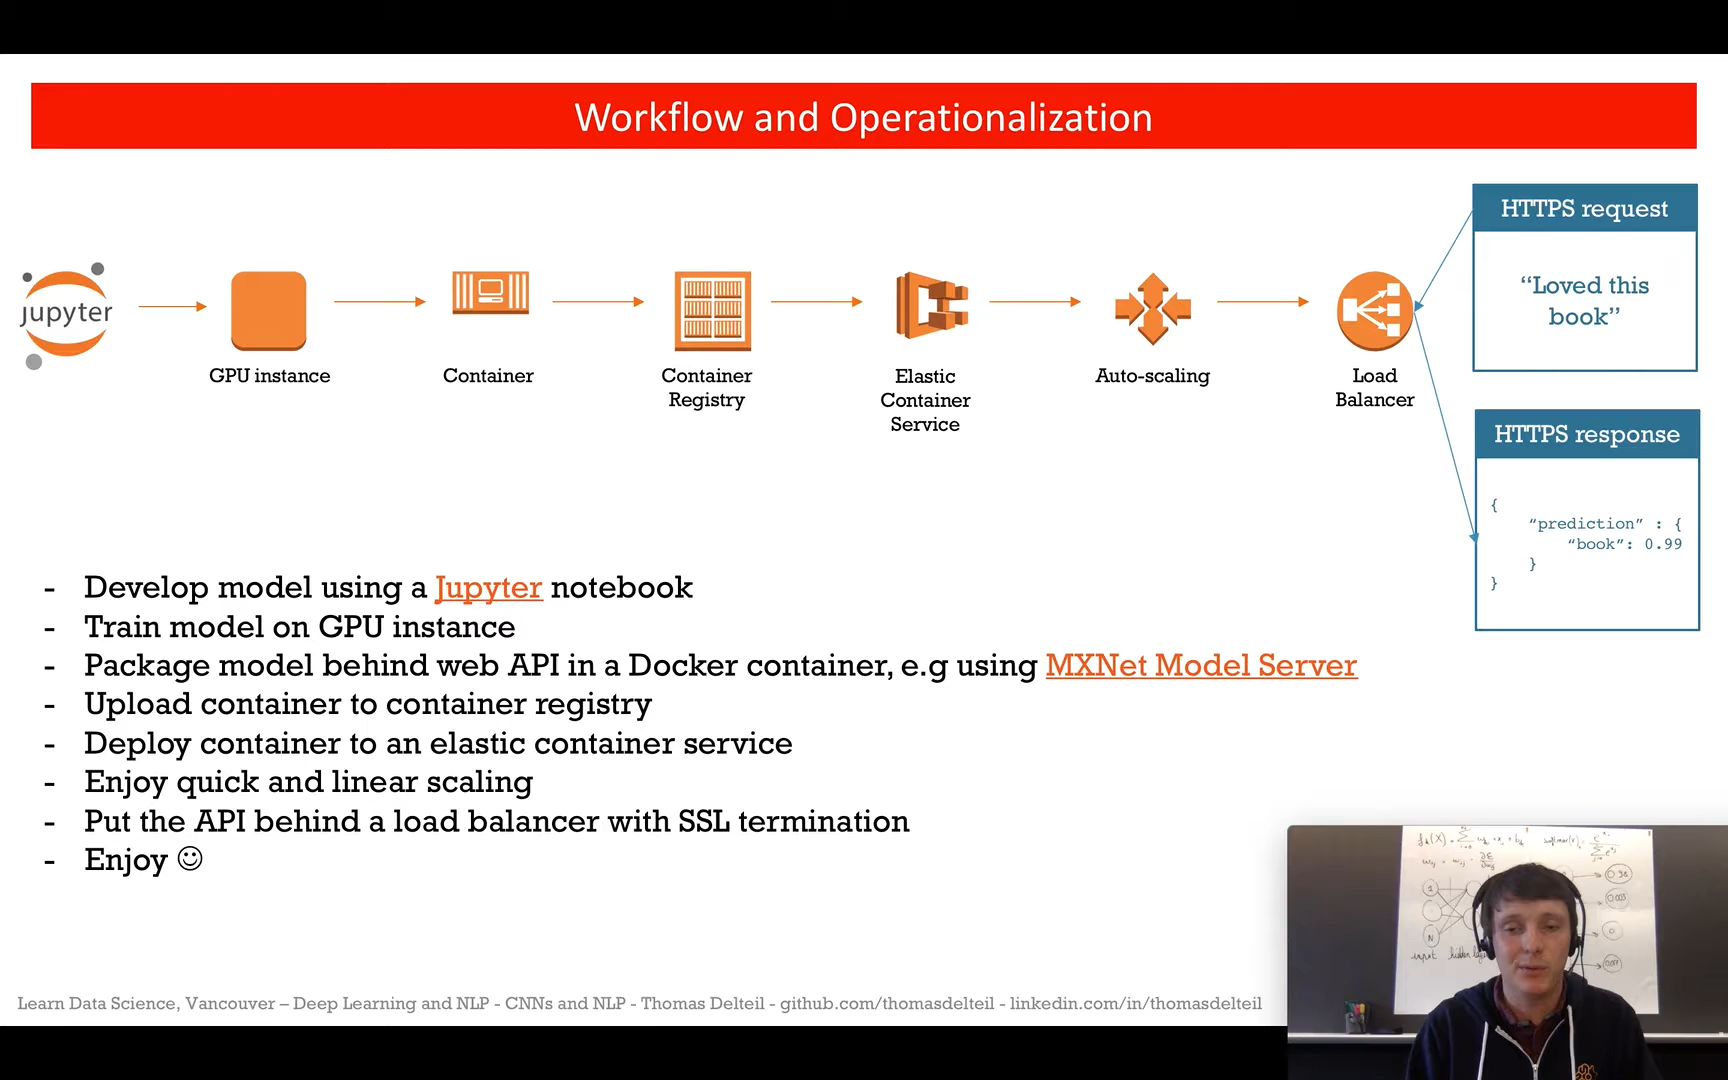 Workflow and Operationalization
jupyter
GPU instance
Container
Container
Registry
Elastic
Container
Service
Auto-scaling
Load
Balancer
HTTPS request
“Loved this
book”
HTTPS response
{
“prediction” : {
“book”: 0.99
}
}
- Develop model using a Jupyter notebook
- Train model on GPU instance
- Package model behind web API in a Docker container, e.g using MXNet Model Server
- Upload container to container registry
- Deploy container to an elastic container service
- Enjoy quick and linear scaling
- Put the API behind a load balancer with SSL termination
- Enjoy ☺
input hidden
Learn Data Science, Vancouver – Deep Learning and NLP - CNNs and NLP - Thomas Delteil - github.com/thomasdelteil - linkedin.com/in/thomasdelteil